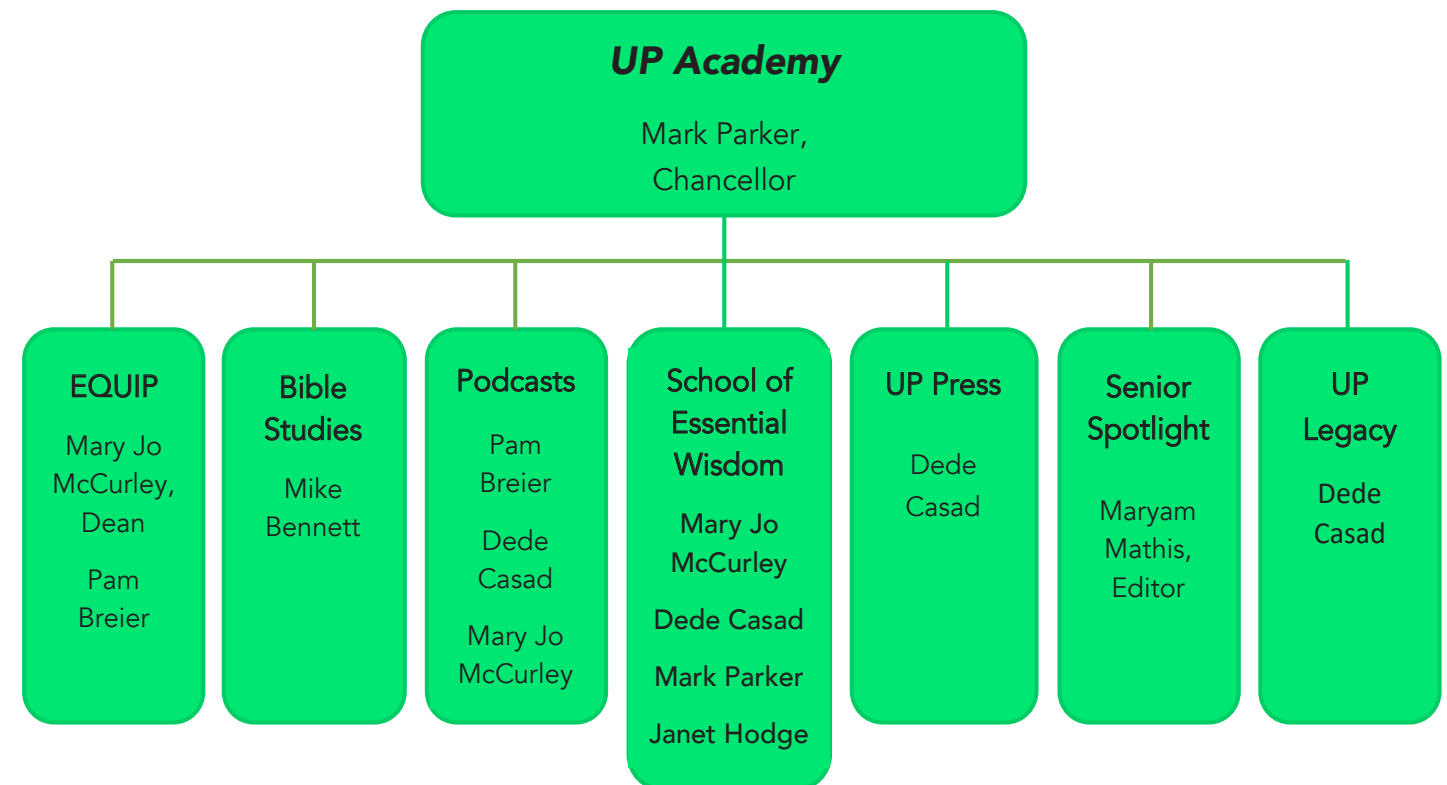 UP Academy
Mark Parker,
Chancellor
EQUIP
Mary Jo
McCurley,
Dean
Pam
Breier
Bible
Studies
Mike
Bennett
Podcasts
Pam
Breier
Dede
Casad
Mary Jo
McCurley
School of
Essential
Wisdom
Mary Jo
McCurley
Dede Casad
Mark Parker
Janet Hodge
UP Press
Dede
Casad
Senior
Spotlight
Maryam
Mathis,
Editor
UP
Legacy
Dede
Casad